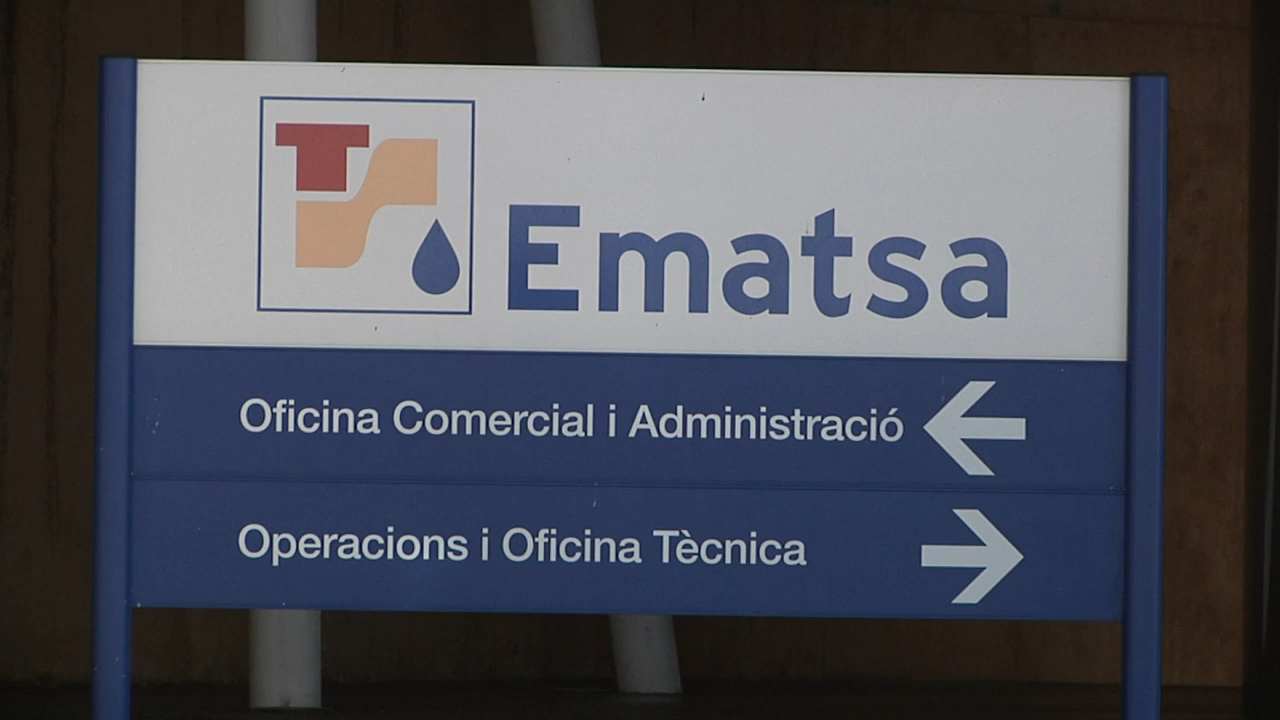 Ematsa
Oficina Comercial i Administració
Operacions i Oficina Tècnica